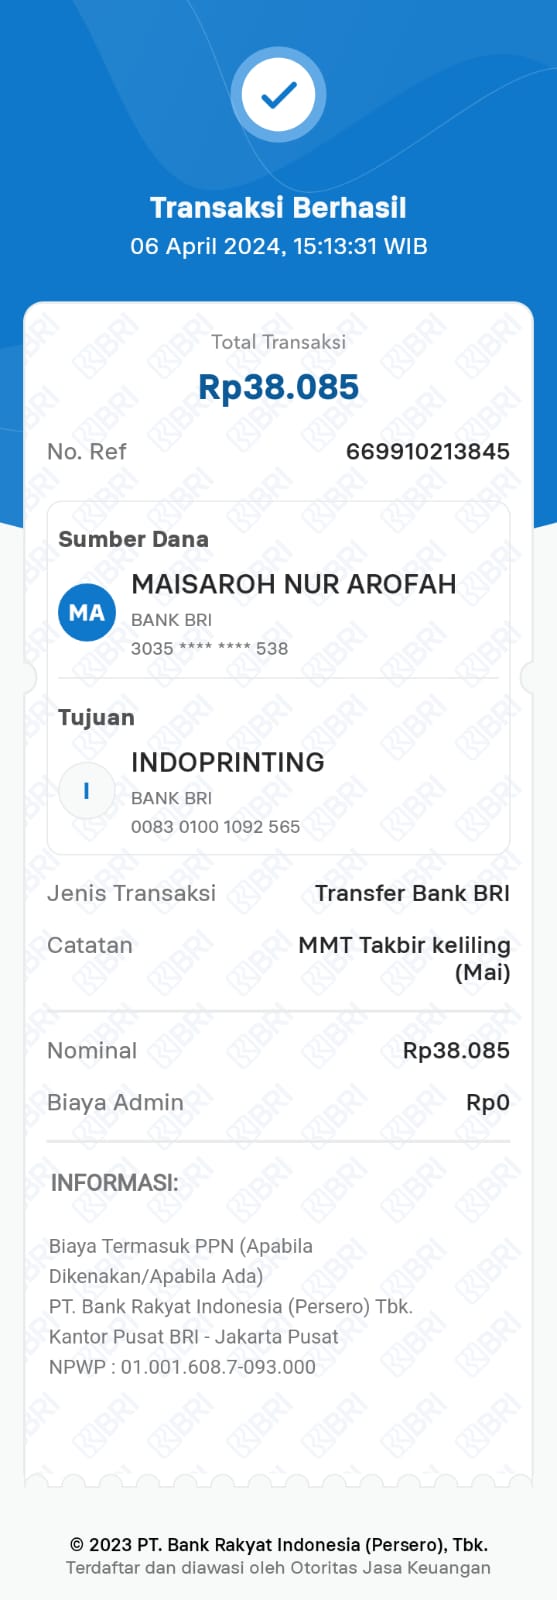 Transaksi Berhasil
06 April 2024, 15:13:31 WIB
Total Transaksi
Rp38.085
No. Ref 669910213845
Sumber Dana
MA MAISAROH NUR AROFAH
BANK BRI
3035 **** **** 538
Tujuan
I INDOPRINTING
BANK BRI
0083 0100 1092 565
Jenis Transaksi Transfer Bank BRI
Catatan MMT Takbir keliling
(Mai)
Nominal Rp38.085
Biaya Admin Rp0
INFORMASI:
Biaya Termasuk PPN (Apabila
Dikenakan/Apabila Ada)
PT. Bank Rakyat Indonesia (Persero) Tbk.
Kantor Pusat BRI - Jakarta Pusat
NPWP : 01.001.608.7-093.000
© 2023 PT. Bank Rakyat Indonesia (Persero), Tbk.
Terdaftar dan diawasi oleh Otoritas Jasa Keuangan